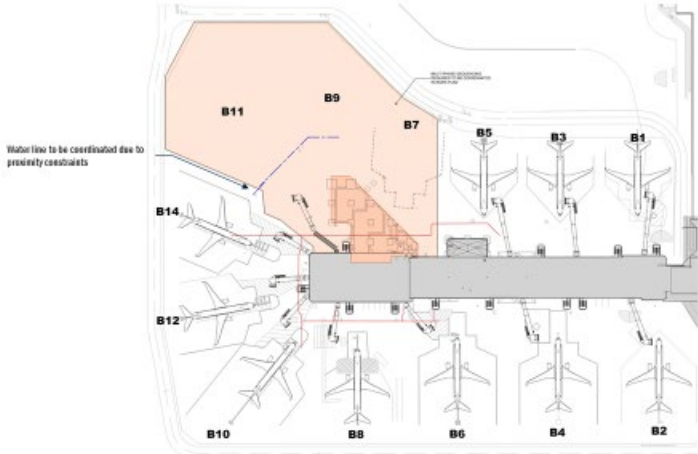 B11
B9
B7
B5
B3
B1
Water line to be coordinated due to
proximity constraints
B14
B12
B10
B8
B6
B4
B2